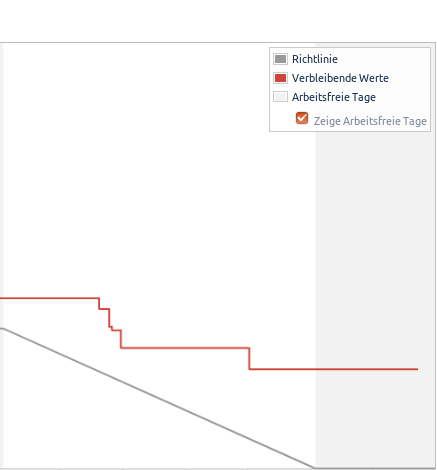 Richtlinie
Verbleibende Werte
Arbeitsfreie Tage
Zeige Arbeitsfreie Tage